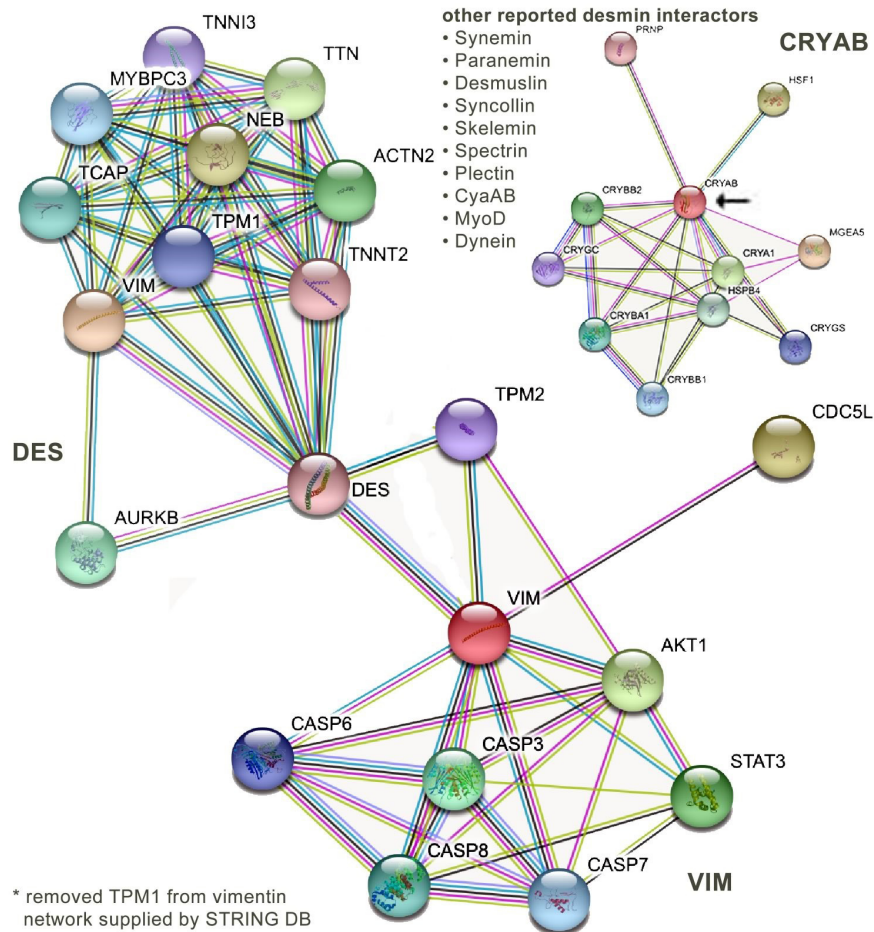 other reported desmin interactors
• Synemin
• Paranemin
• Desmuslin
• Syncollin
• Skelemin
• Spectrin
• Plectin
• CyaAB
• MyoD
• Dynein
CRYAB
PRNP
HSF1
CRYBB2
CRYAB
MGEA5
CRYGC
CRYA1
HSPB4
CRYBA1
CRYGS
CRYBB1
TNNI3
TTN
MYBPC3
NEB
TCAP
ACTN2
TPM1
TNNT2
VIM
DES
TPM2
CDC5L
DES
AURKB
VIM
AKT1
CASP6
CASP3
STAT3
CASP8
CASP7
VIM
* removed TPM1 from vimentin
network supplied by STRING DB